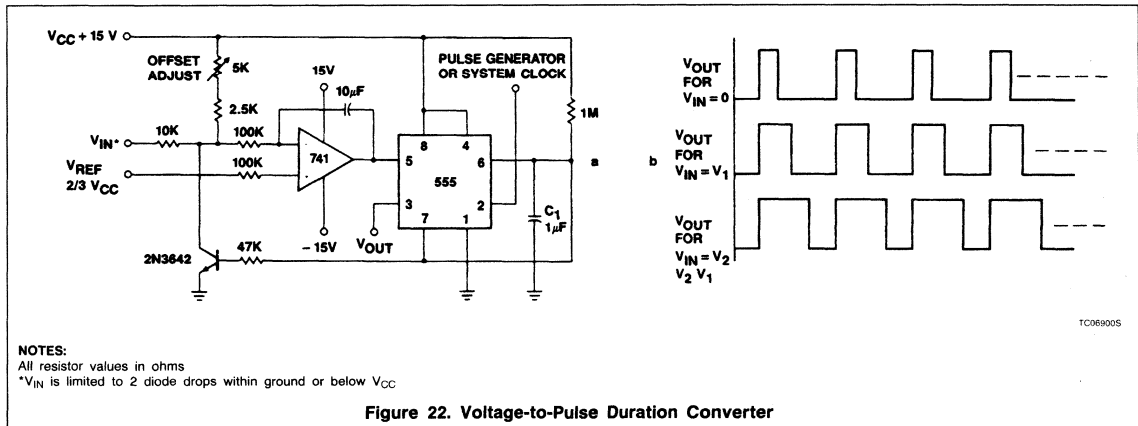 VCC + 15 V
OFFSET
ADJUST
5K
2.5K
15V
10μF
PULSE GENERATOR
OR SYSTEM CLOCK
1M
VIN*
10K
100K
VREF
2/3 VCC
100K
741
- 15V
8
4
5
6
555
3
2
7
1
VOUT
C1
1μF
2N3642
47K
a
b
VOUT
FOR
VIN = 0
VOUT
FOR
VIN = V1
VOUT
FOR
VIN = V2
V2 V1
TC06900S
NOTES:
All resistor values in ohms
*VIN is limited to 2 diode drops within ground or below VCC
Figure 22. Voltage-to-Pulse Duration Converter